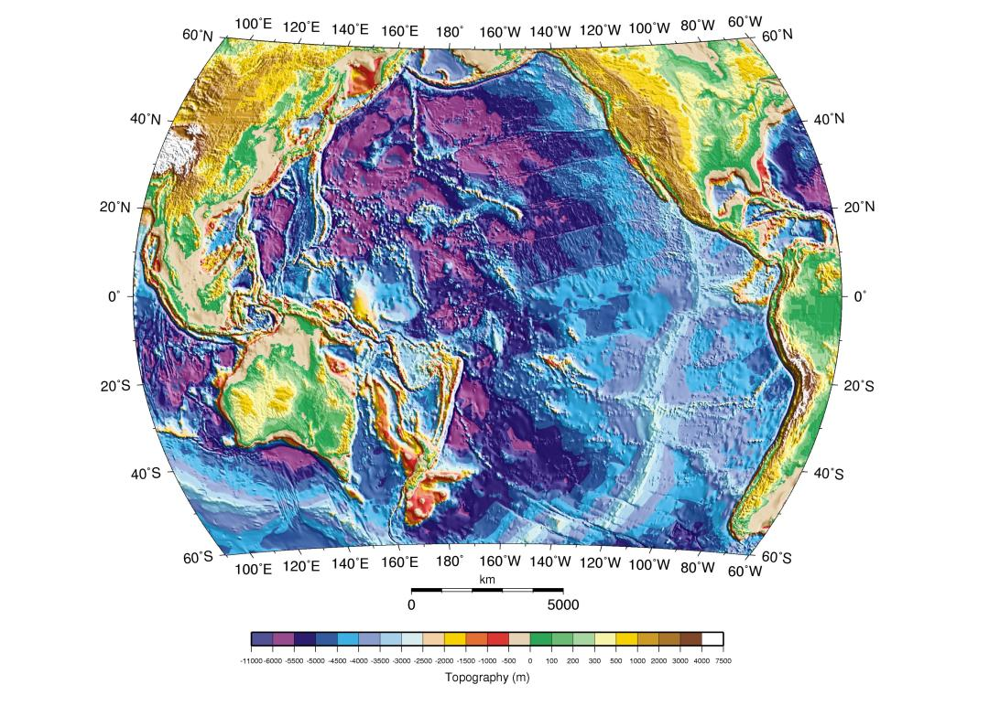 100˚E 120˚E 140˚E 160˚E 180˚ 160˚W 140˚W 120˚W 100˚W 80˚W 60˚W
60˚N 60˚N
40˚N 40˚N
20˚N 20˚N
0˚ 0˚
20˚S 20˚S
40˚S 40˚S
60˚S 60˚S
100˚E 120˚E 140˚E 160˚E 180˚ 160˚W 140˚W 120˚W 100˚W 80˚W 60˚W
km
0 5000
-11000 -6000 -5500 -5000 -4500 -4000 -3500 -3000 -2500 -2000 -1500 -1000 -500 0 100 200 300 500 1000 2000 3000 4000 7500
Topography (m)